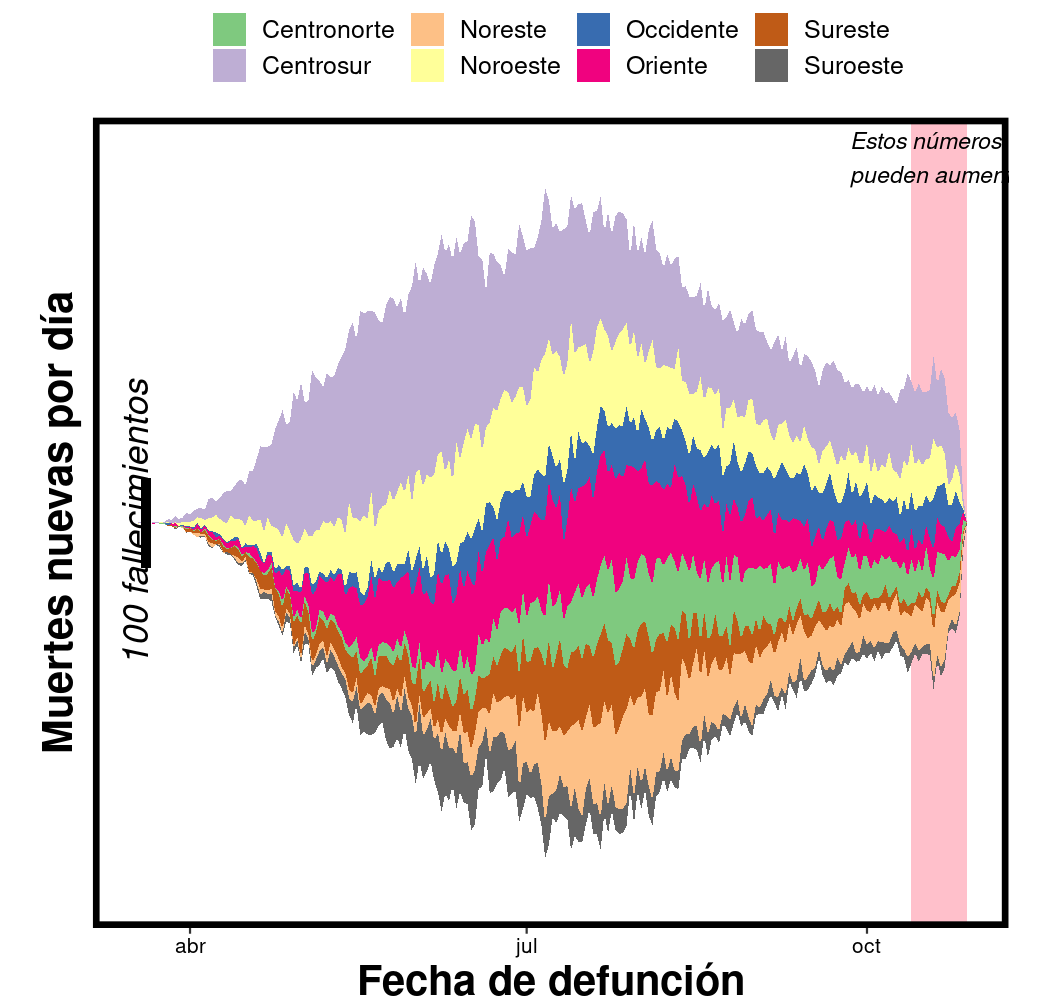 Centronorte Noreste Occidente Sureste
Centrosur Noroeste Oriente Suroeste
Estos números
pueden aumen
100 fallecimientos
Muertes nuevas por día
abr jul oct
Fecha de defunción